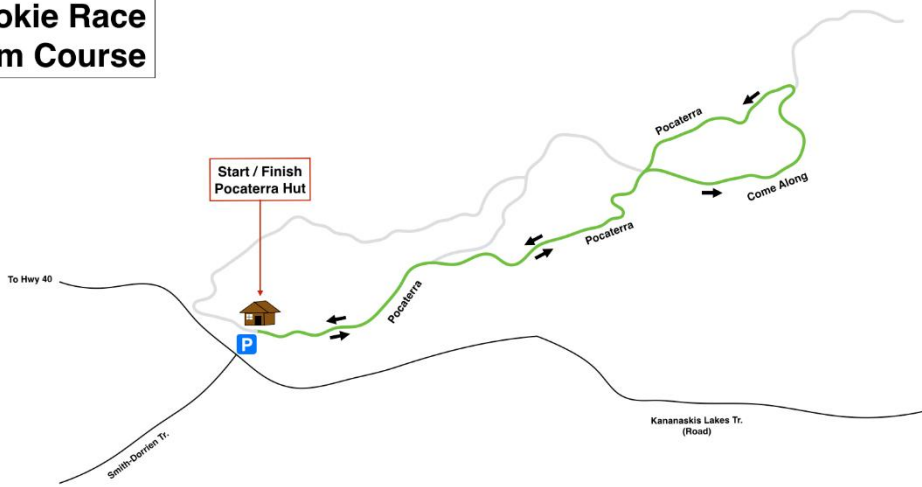 Race
Course
Pocaterra
Start / Finish
Pocaterra Hut
Come Along
Pocaterra
To Hwy 40
Pocaterra
P
Kananaskis Lakes Tr.
(Road)
Smith-Dorrien Tr.